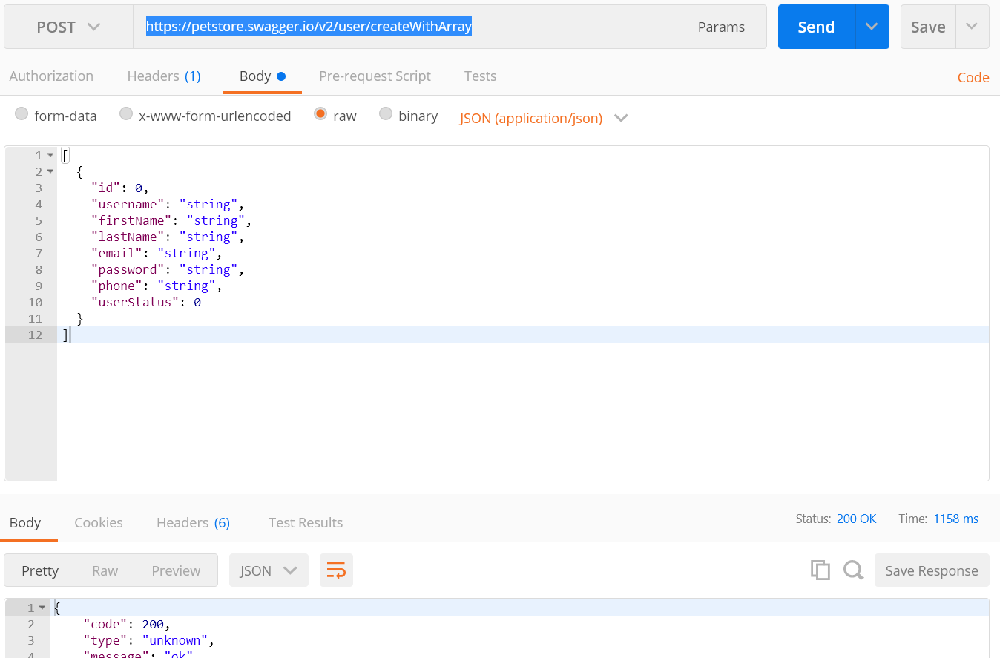 POST https://petstore.swagger.io/v2/user/createWithArray Params Send Save
Authorization Headers (1) Body Pre-request Script Tests Code
form-data x-www-form-urlencoded raw binary JSON (application/json)
1 [
2 {
3 "id": 0,
4 "username": "string",
5 "firstName": "string",
6 "lastName": "string",
7 "email": "string",
8 "password": "string",
9 "phone": "string",
10 "userStatus": 0
11 }
12 ]
Body Cookies Headers (6) Test Results Status: 200 OK Time: 1158 ms
Pretty Raw Preview JSON Save Response
1 {
2 "code": 200,
3 "type": "unknown",
4 "message": "ok"